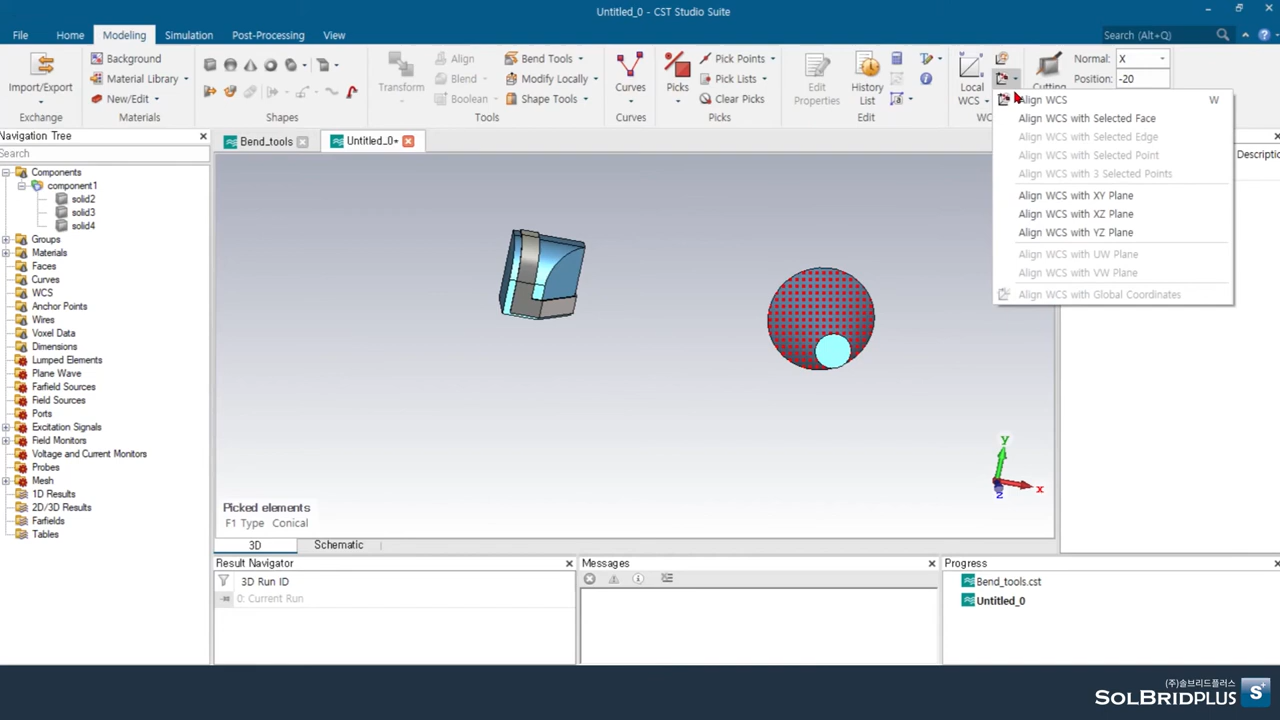 Untitled_0 - CST Studio Suite
File Home Modeling Simulation Post-Processing View Search (Alt+Q)
Import/Export
Exchange
Background
Material Library
New/Edit
Materials
Shapes
Transform
Align
Blend
Boolean
Bend Tools
Modify Locally
Shape Tools
Tools
Curves
Curves
Picks
Pick Points
Pick Lists
Clear Picks
Picks
Edit
Properties
History
List
Edit
Local
WCS
Cutting
Normal: X
Position: -20
Align WCS W
Align WCS with Selected Face
Align WCS with Selected Edge
Align WCS with Selected Point
Align WCS with 3 Selected Points
Align WCS with XY Plane
Align WCS with XZ Plane
Align WCS with YZ Plane
Align WCS with UW Plane
Align WCS with VW Plane
Align WCS with Global Coordinates
Navigation Tree
Search
Components
component1
solid2
solid3
solid4
Groups
Materials
Faces
Curves
WCS
Anchor Points
Wires
Voxel Data
Dimensions
Lumped Elements
Plane Wave
Farfield Sources
Field Sources
Ports
Excitation Signals
Field Monitors
Voltage and Current Monitors
Probes
Mesh
1D Results
2D/3D Results
Farfields
Tables
Bend_tools
Untitled_0*
Descriptio
y
x
z
Picked elements
F1 Type Conical
3D Schematic
Result Navigator
3D Run ID
0: Current Run
Messages
Progress
Bend_tools.cst
Untitled_0
(주)솔브리드플러스
SOLBRIDPLUS
S+